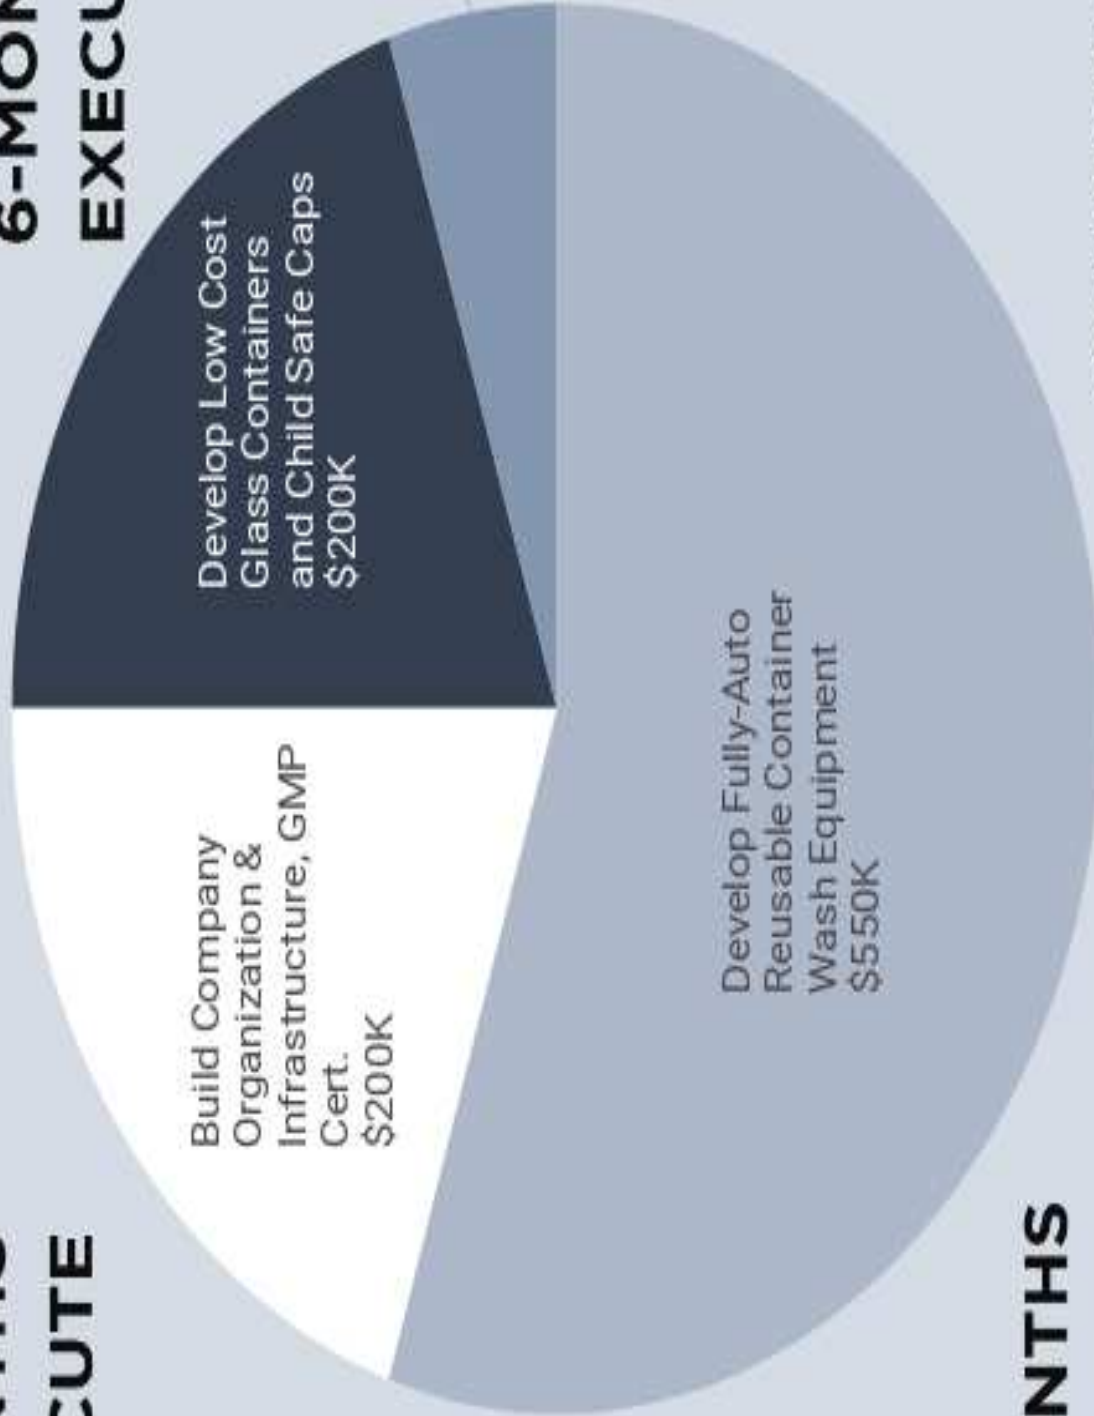 6-MON
EXECU
CUTE
Build Company
Organization &
Infrastructure, GMP
Cert.
$200K
Develop Low Cost
Glass Containers
and Child Safe Caps
$200K
Develop Fully-Auto
Reusable Container
Wash Equipment
$550K
NTHS